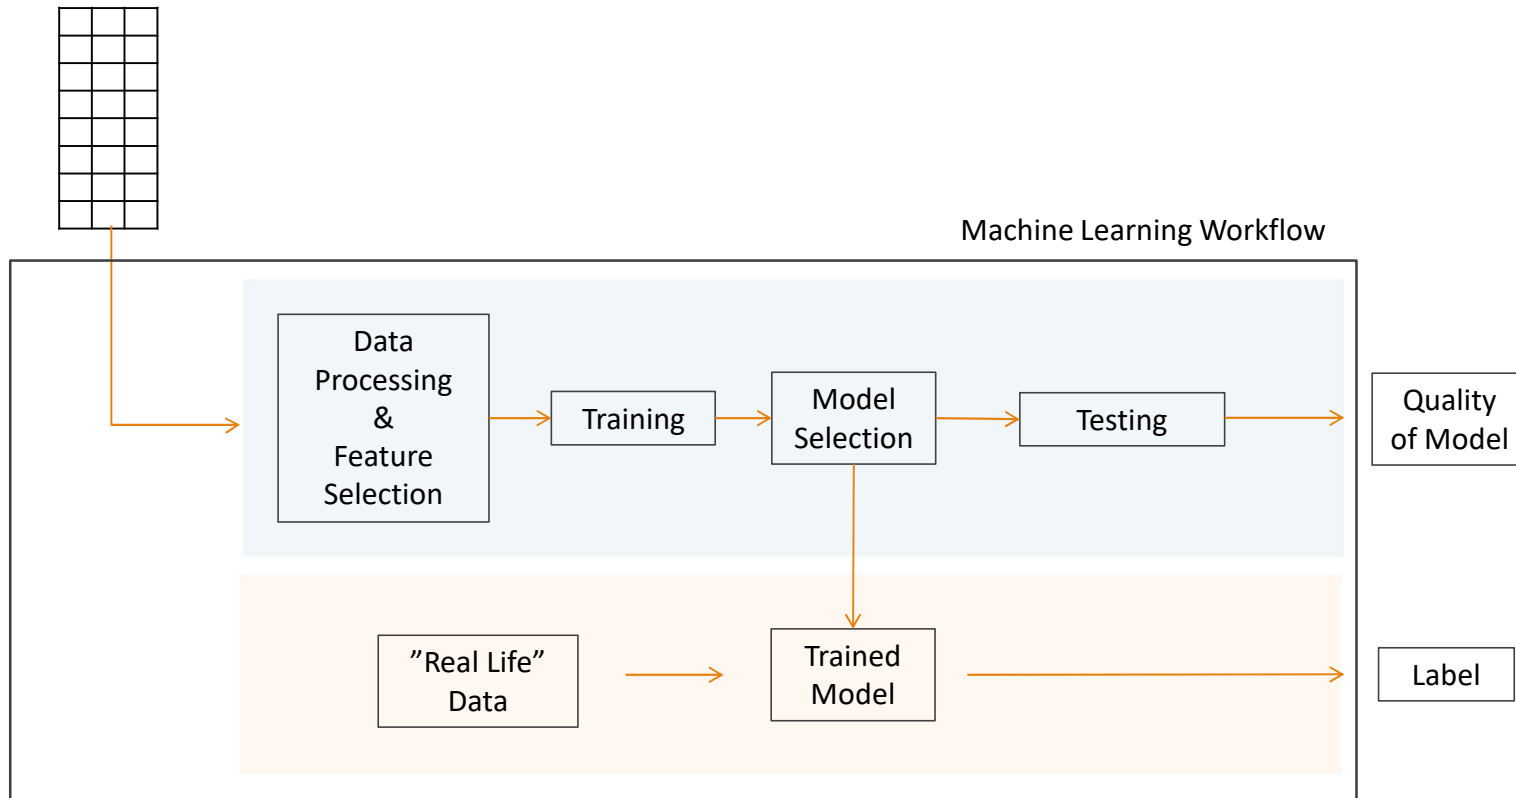 Machine Learning Workflow
Data
Processing
&
Feature
Selection
Training
Model
Selection
Testing
Quality
of Model
”Real Life”
Data
Trained
Model
Label